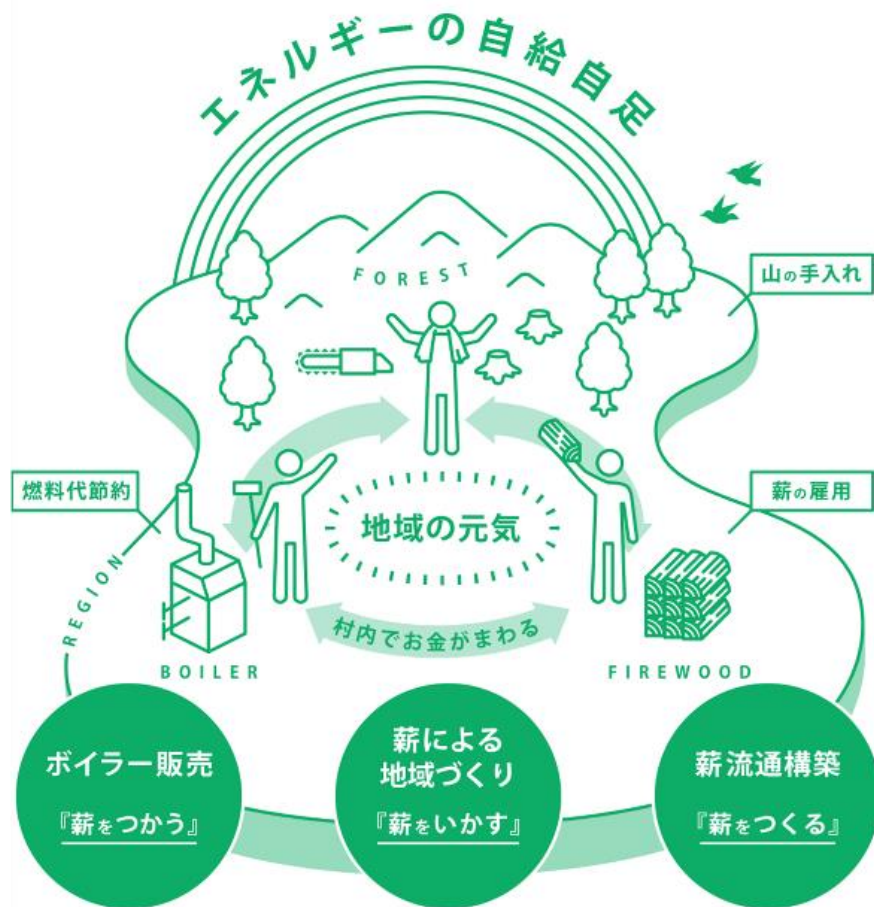 エネルギーの自給自足
FOREST
山の手入れ
燃料代節約
薪の雇用
地域の元気
REGION
村内でお金がまわる
BOILER
FIREWOOD
ボイラー販売
『薪をつかう』
薪による
地域づくり
『薪をいかす』
薪流通構築
『薪をつくる』